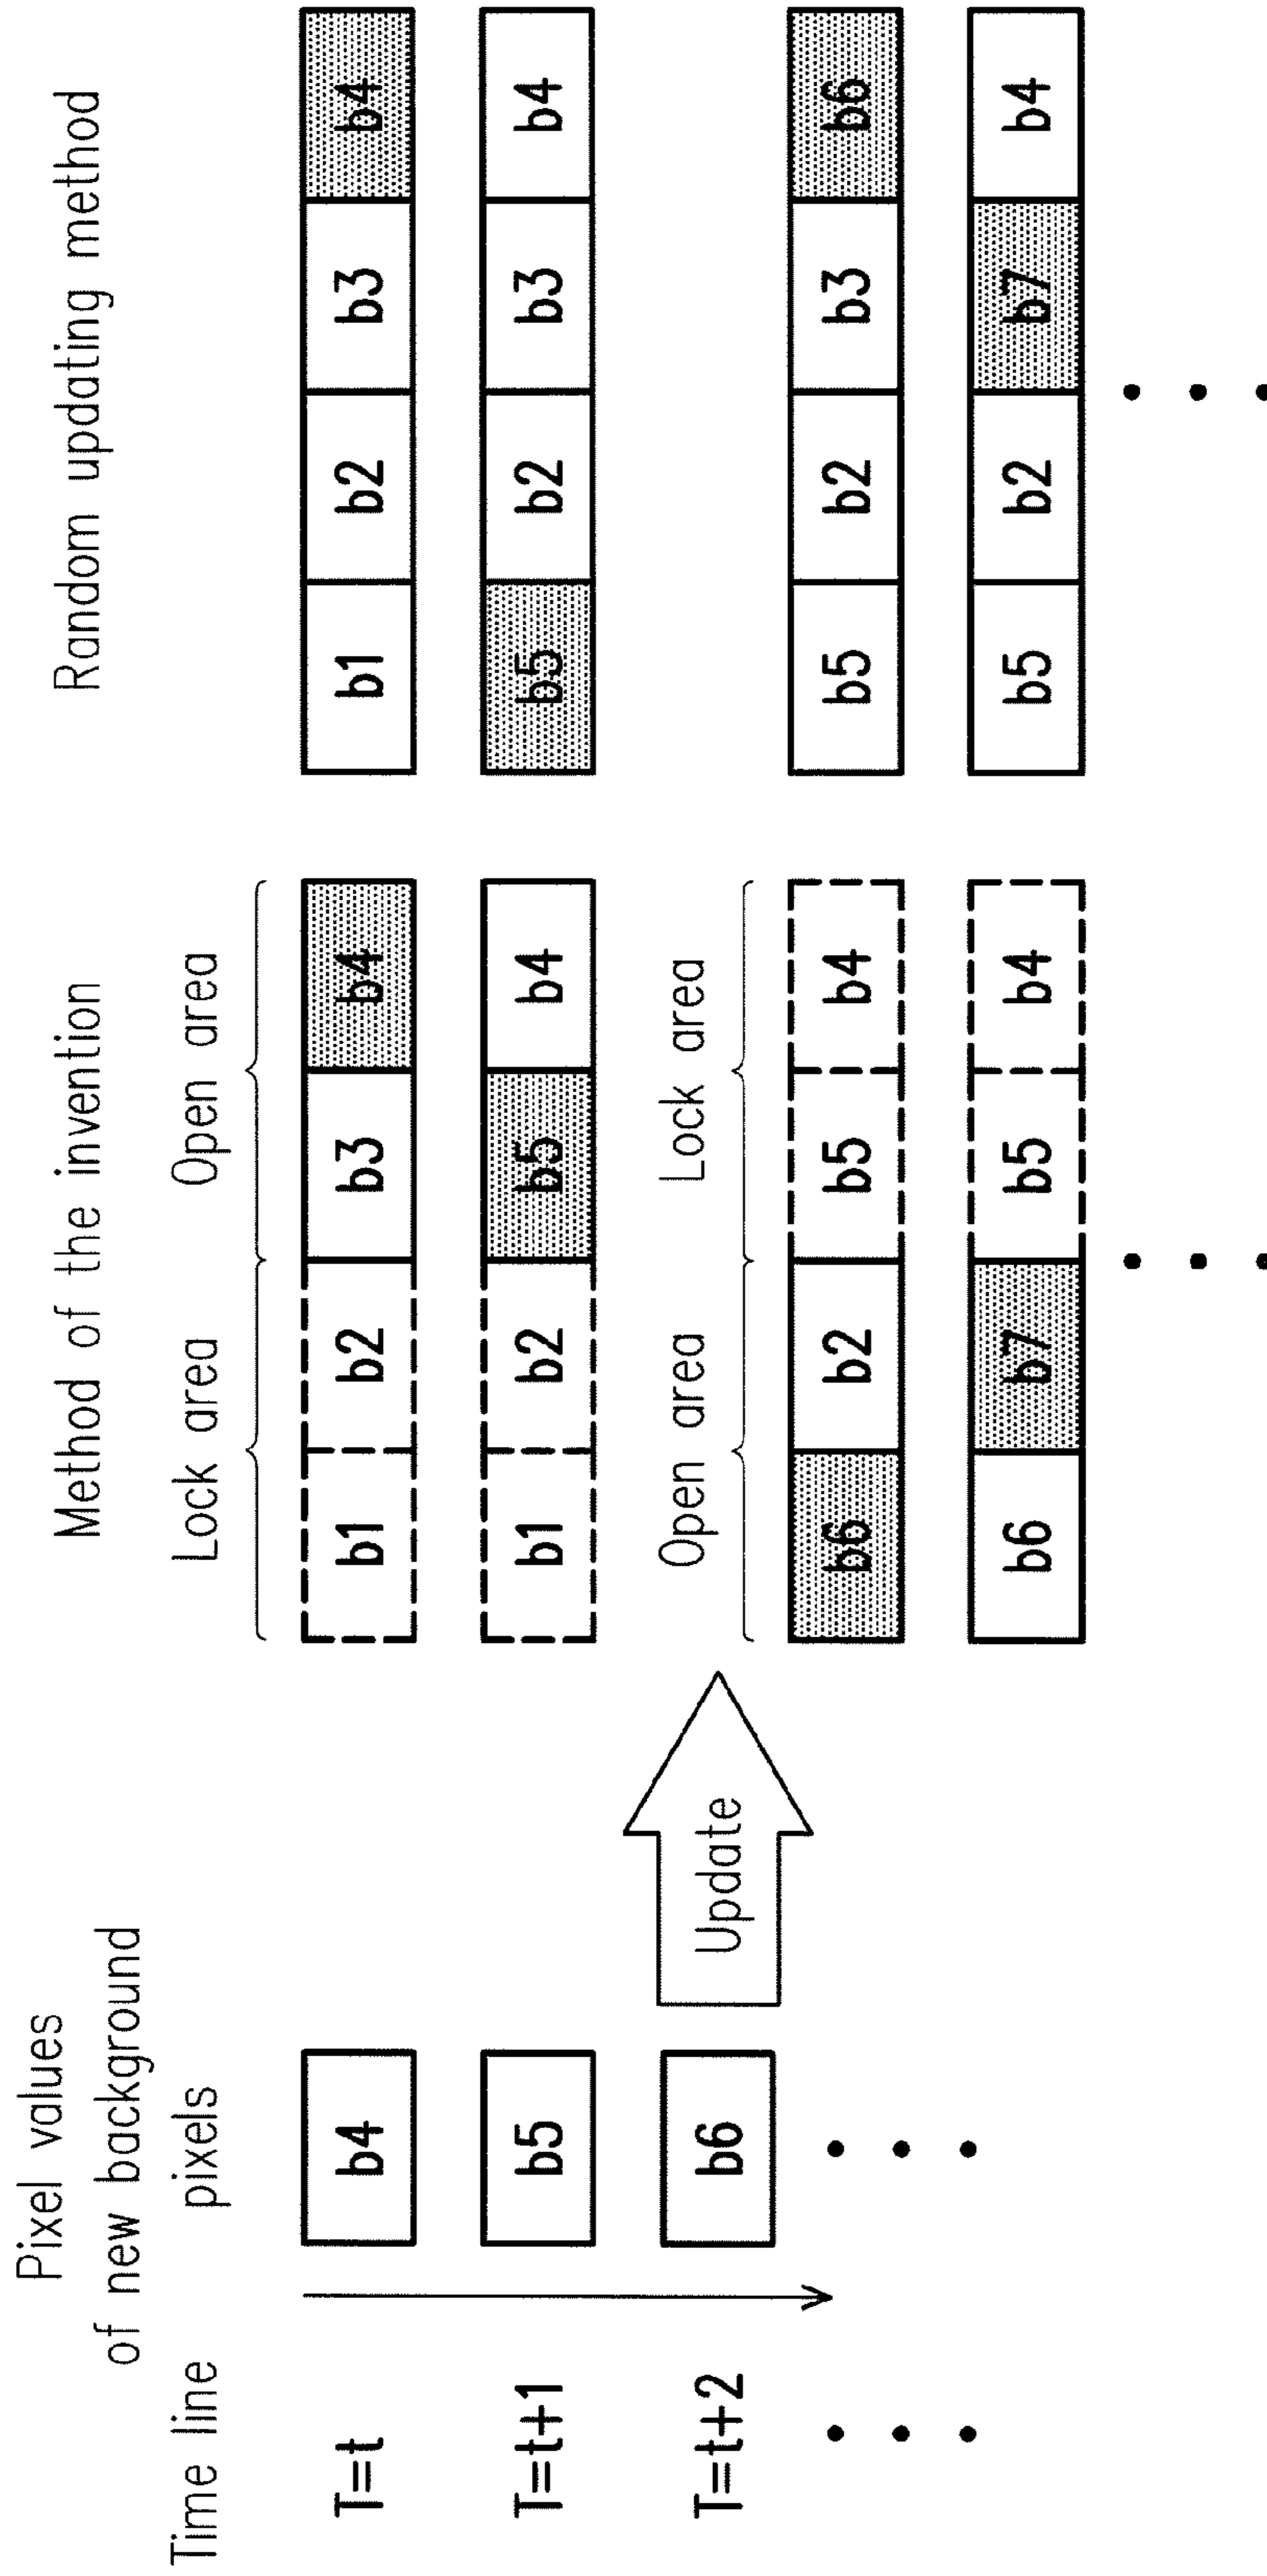 Pixel values
of new background
Time line pixels Method of the invention Random updating method
Lock area Open area
T=t b4 b1 b2 b3 b4 b1 b2 b3 b4
T=t+1 b5 b1 b2 b5 b4 b5 b2 b3 b4
Open area Lock area
T=t+2 b6 Update
b6 b2 b5 b4 b5 b2 b3 b6
b6 b7 b5 b4 b5 b2 b7 b4